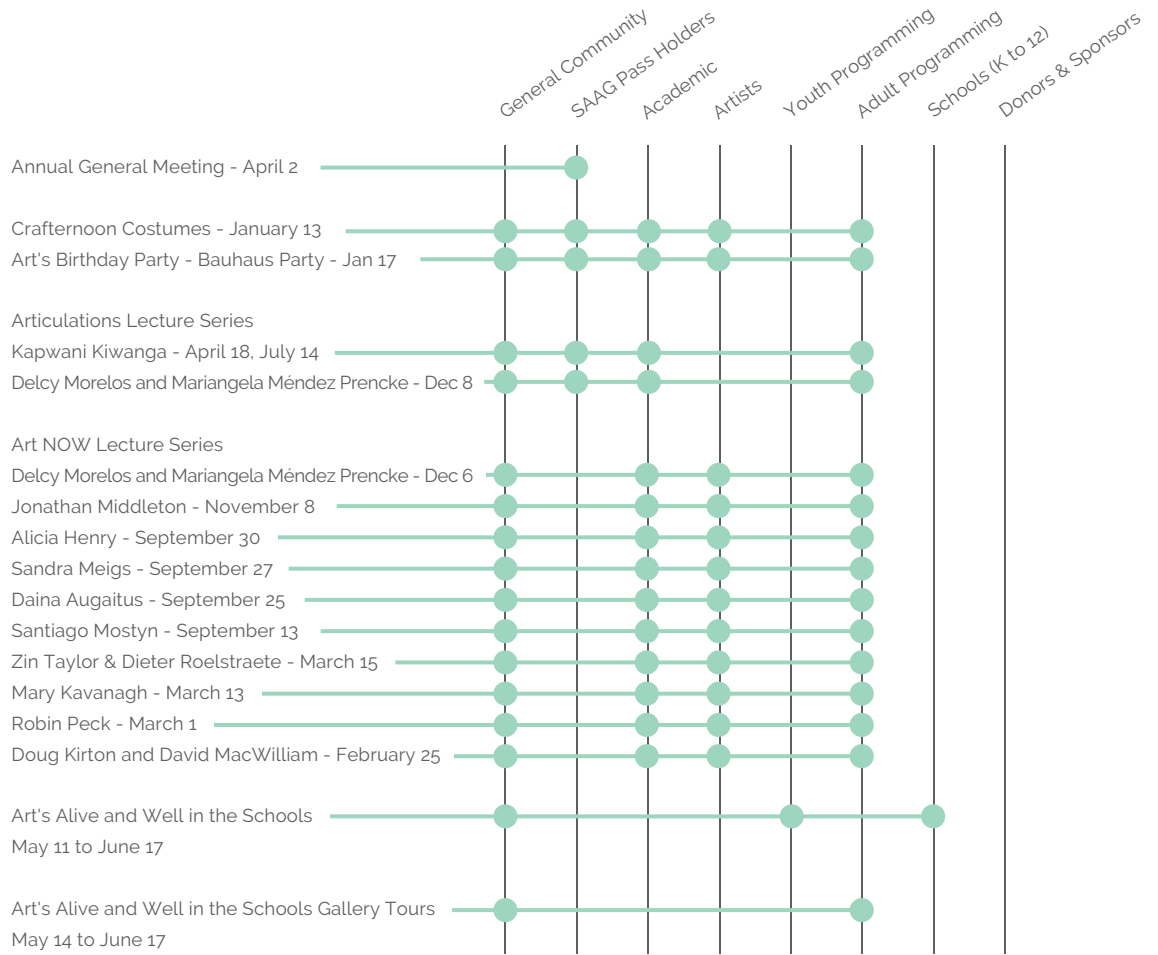 General Community
SAAG Pass Holders
Academic
Artists
Youth Programming
Adult Programming
Schools (K to 12)
Donors & Sponsors
Annual General Meeting - April 2
Crafternoon Costumes - January 13
Art's Birthday Party - Bauhaus Party - Jan 17
Articulations Lecture Series
Kapwani Kiwanga - April 18, July 14
Delcy Morelos and Mariangela Méndez Prencke - Dec 8
Art NOW Lecture Series
Delcy Morelos and Mariangela Méndez Prencke - Dec 6
Jonathan Middleton - November 8
Alicia Henry - September 30
Sandra Meigs - September 27
Daina Augaitus - September 25
Santiago Mostyn - September 13
Zin Taylor & Dieter Roelstraete - March 15
Mary Kavanagh - March 13
Robin Peck - March 1
Doug Kirton and David MacWilliam - February 25
Art's Alive and Well in the Schools
May 11 to June 17
Art's Alive and Well in the Schools Gallery Tours
May 14 to June 17